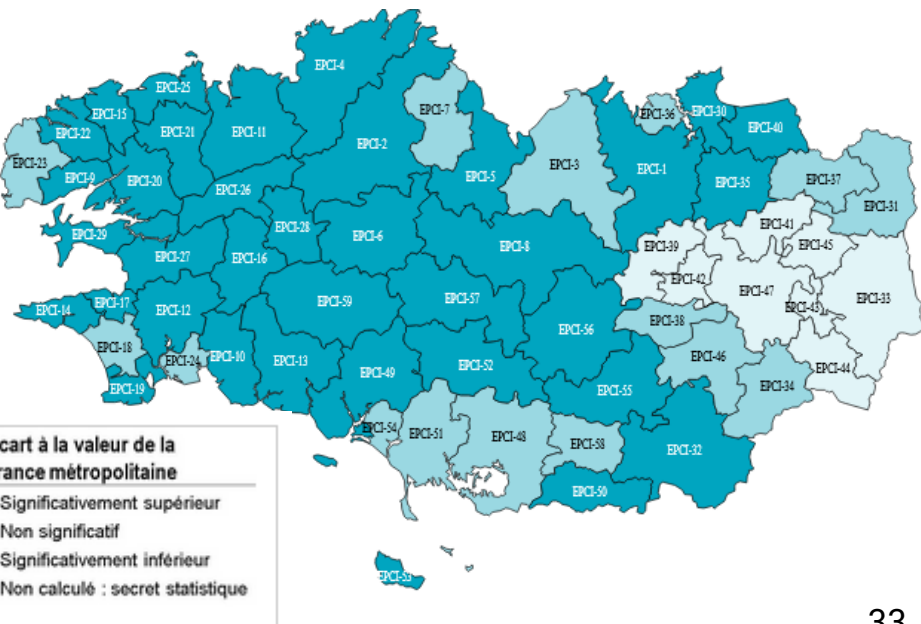 EPCI-4
EPCI-25
EPCI-7
EPCI-36
EPCI-30
EPCI-15
EPCI-40
EPCI-22
EPCI-21
EPCI-11
EPCI-2
EPCI-23
EPCI-3
EPCI-1
EPCI-9
EPCI-20
EPCI-5
EPCI-35
EPCI-37
EPCI-26
EPCI-31
EPCI-28
EPCI-41
EPCI-29
EPCI-6
EPCI-8
EPCI-39
EPCI-45
EPCI-27
EPCI-16
EPCI-42
EPCI-47
EPCI-17
EPCI-59
EPCI-57
EPCI-33
EPCI-14
EPCI-12
EPCI-43
EPCI-38
EPCI-56
EPCI-18
EPCI-24
EPCI-10
EPCI-13
EPCI-46
EPCI-49
EPCI-52
EPCI-44
EPCI-19
EPCI-55
EPCI-34
EPCI-54
EPCI-51
EPCI-48
EPCI-58
EPCI-32
EPCI-50
EPCI-53
cart à la valeur de la
rance métropolitaine
Significativement supérieur
Non significatif
Significativement inférieur
Non calculé : secret statistique
33